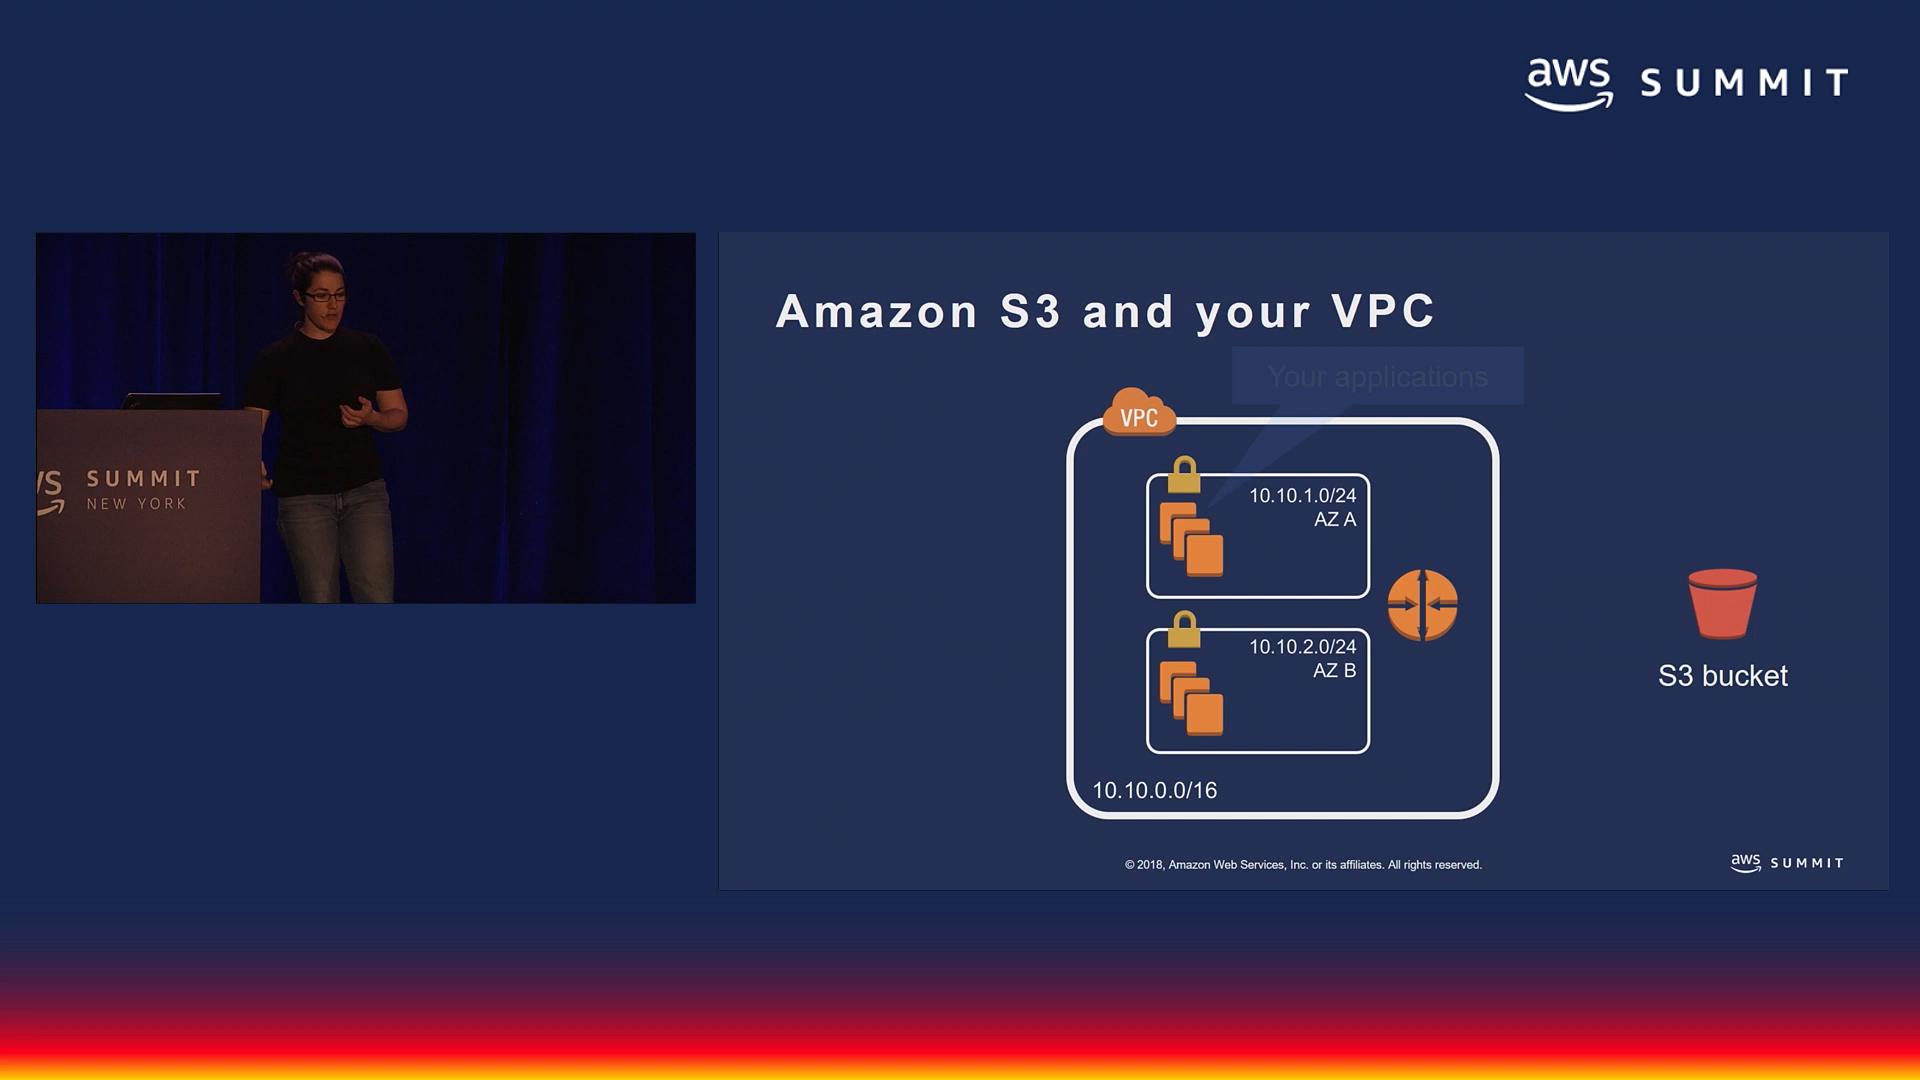 aws SUMMIT
SUMMIT
NEW YORK
Amazon S3 and your VPC
Your applications
VPC
10.10.1.0/24
AZ A
10.10.2.0/24
AZ B
10.10.0.0/16
S3 bucket
© 2018, Amazon Web Services, Inc. or its affiliates. All rights reserved.
aws SUMMIT